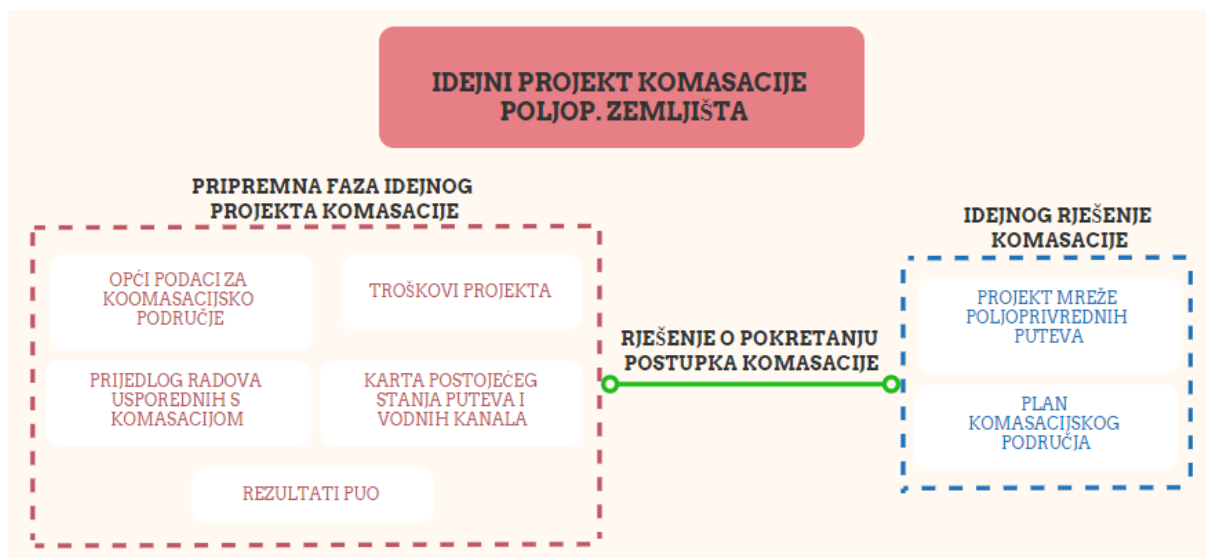 IDEJNI PROJEKT KOMASACIJE
POLJOP. ZEMLJIŠTA
PRIPREMNA FAZA IDEJNOG
PROJEKTA KOMASACIJE
OPĆI PODACI ZA
KOOMASACIJSKO
PODRUČJE
TROŠKOVI PROJEKTA
PRIJEDLOG RADOVA
USPOREDNIH S
KOMASACIJOM
KARTA POSTOJEĆEG
STANJA PUTEVA I
VODNIH KANALA
REZULTATI PUO
RJEŠENJE O POKRETANJU
POSTUPKA KOMASACIJE
IDEJNOG RJEŠENJE
KOMASACIJE
PROJEKT MREŽE
POLJOPRIVREDNIH
PUTEVA
PLAN
KOMASACIJSKOG
PODRUČJA